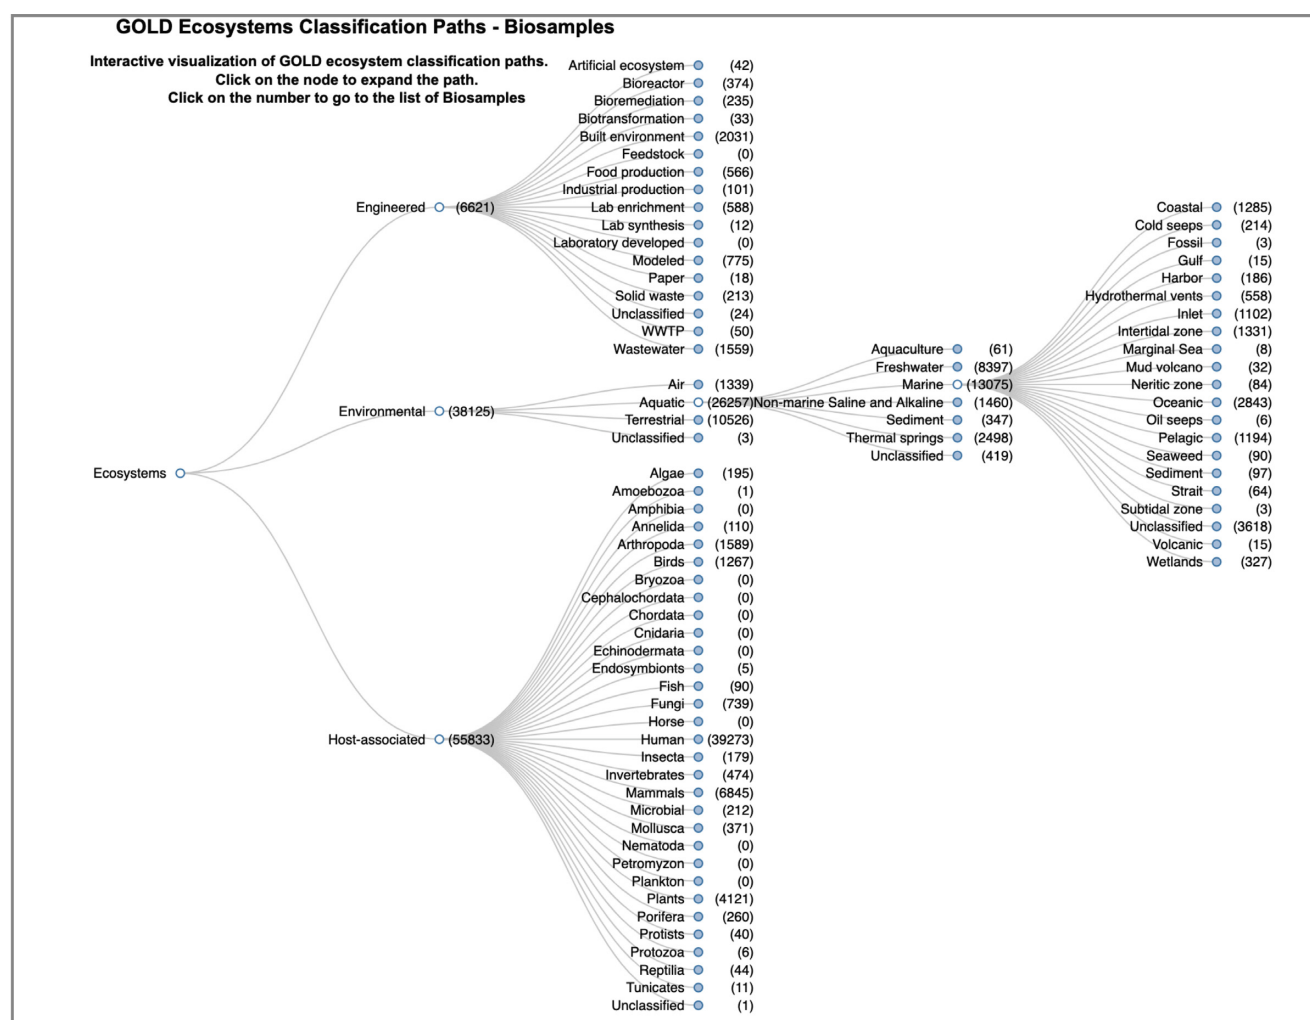 GOLD Ecosystems Classification Paths - Biosamples
Interactive visualization of GOLD ecosystem classification paths.
Click on the node to expand the path.
Click on the number to go to the list of Biosamples
Ecosystems
Engineered (6621)
Artificial ecosystem (42)
Bioreactor (374)
Bioremediation (235)
Biotransformation (33)
Built environment (2031)
Feedstock (0)
Food production (566)
Industrial production (101)
Lab enrichment (588)
Lab synthesis (12)
Laboratory developed (0)
Modeled (775)
Paper (18)
Solid waste (213)
Unclassified (24)
WWTP (50)
Wastewater (1559)
Environmental (38125)
Air (1339)
Aquatic (26257)
Terrestrial (10526)
Unclassified (3)
Aquaculture (61)
Freshwater (8397)
Marine (13075)
Non-marine Saline and Alkaline (1460)
Sediment (347)
Thermal springs (2498)
Unclassified (419)
Coastal (1285)
Cold seeps (214)
Fossil (3)
Gulf (15)
Harbor (186)
Hydrothermal vents (558)
Inlet (1102)
Intertidal zone (1331)
Marginal Sea (8)
Mud volcano (32)
Neritic zone (84)
Oceanic (2843)
Oil seeps (6)
Pelagic (1194)
Seaweed (90)
Sediment (97)
Strait (64)
Subtidal zone (3)
Unclassified (3618)
Volcanic (15)
Wetlands (327)
Host-associated (55833)
Algae (195)
Amoebozoa (1)
Amphibia (0)
Annelida (110)
Arthropoda (1589)
Birds (1267)
Bryozoa (0)
Cephalochordata (0)
Chordata (0)
Cnidaria (0)
Echinodermata (0)
Endosymbionts (5)
Fish (90)
Fungi (739)
Horse (0)
Human (39273)
Insecta (179)
Invertebrates (474)
Mammals (6845)
Microbial (212)
Mollusca (371)
Nematoda (0)
Petromyzon (0)
Plankton (0)
Plants (4121)
Porifera (260)
Protists (40)
Protozoa (6)
Reptilia (44)
Tunicates (11)
Unclassified (1)